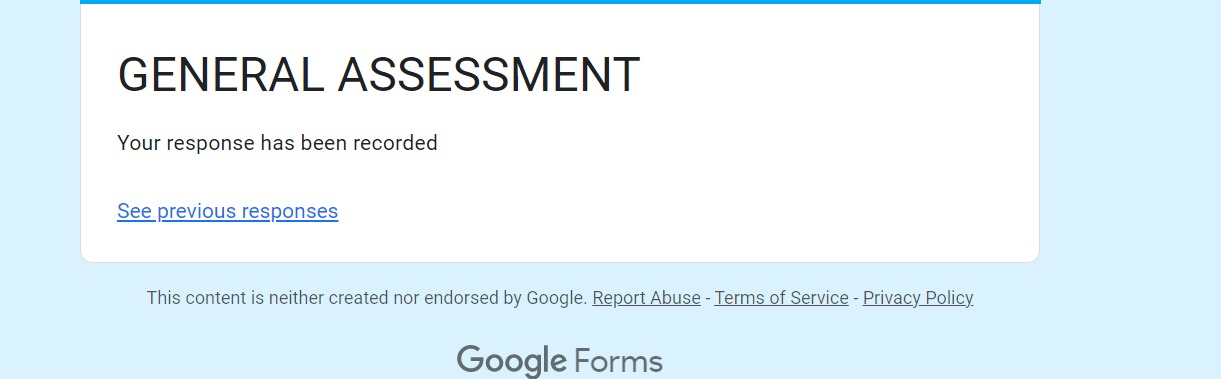 GENERAL ASSESSMENT
Your response has been recorded
See previous responses
This content is neither created nor endorsed by Google. Report Abuse - Terms of Service - Privacy Policy
Google Forms